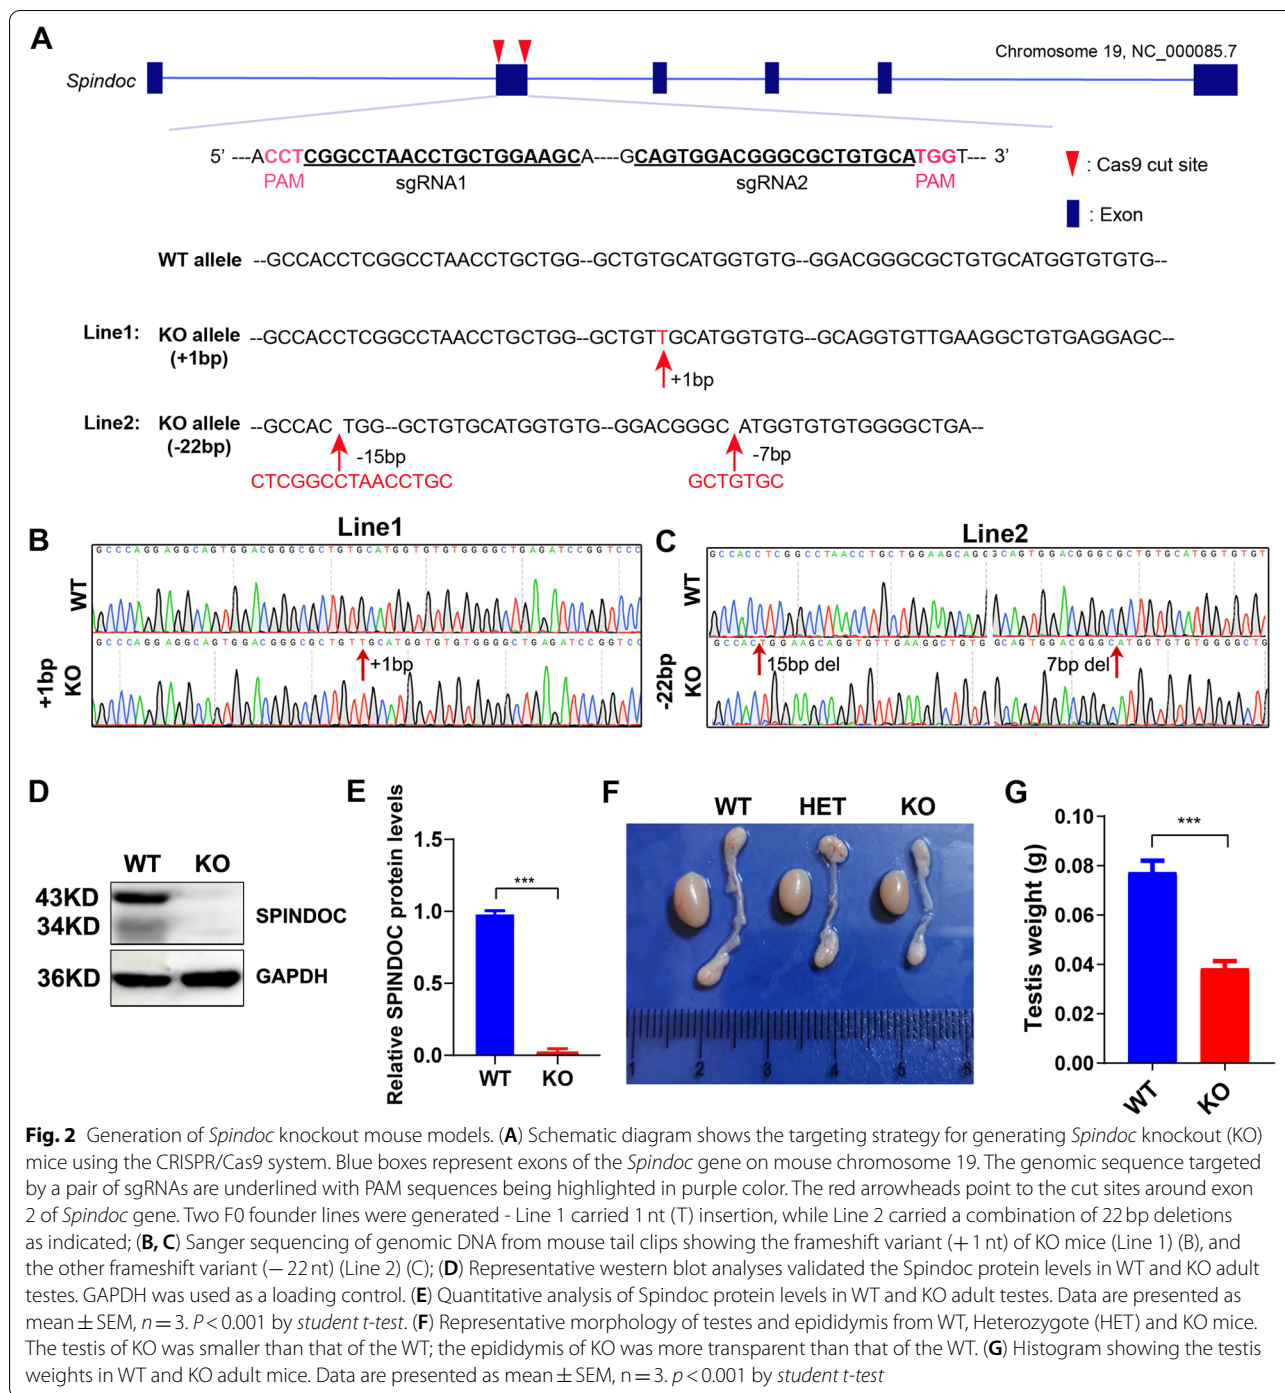 A
Chromosome 19, NC_000085.7
Spindoc
5’ ---ACCTCGGCCTAACCTGCTGGAAGCA----GCAGTGGACGGGCGCTGTGCATGGT--- 3’
PAM sgRNA1 sgRNA2 PAM
: Cas9 cut site
: Exon
WT allele --GCCACCTCGGCCTAACCTGCTGG--GCTGTGCATGGTGTG--GGACGGGCGCTGTGCATGGTGTGTG--
Line1: KO allele --GCCACCTCGGCCTAACCTGCTGG--GCTGTTGCATGGTGTG--GCAGGTGTTGAAGGCTGTGAGGAGC--
(+1bp)
+1bp
Line2: KO allele --GCCAC TGG--GCTGTGCATGGTGTG--GGACGGGC ATGGTGTGTGGGGCTGA--
(-22bp)
-15bp -7bp
CTCGGCCTAACCTGC GCTGTGC
B Line1
WT
GCCCAGGAGGCAGTGGACGGGCGCTGTGCATGGTGTGTGGGGCTGAGATCCGGTCCC
+1bp KO
GCCCAGGAGGCAGTGGACGGGCGCTGTTGCATGGTGTGTGGGGCTGAGATCCGGTCC
+1bp
C Line2
WT
GCCACCTCGGCCTAACCTGCTGGAAGCAGG GCAGTGGACGGGCGCTGTGCATGGTGTGT
-22bp KO
GCCACTGGAAGCAGGTGTTGAAGGCTGTG GCAGTGGACGGGCATGGTGTGTGGGGCTG
15bp del 7bp del
D
WT KO
43KD
34KD
SPINDOC
36KD
GAPDH
E
Relative SPINDOC protein levels
1.5
1.0
0.5
0.0
***
WT KO
F
WT HET KO
1 2 3 4 5 6
G
Testis weight (g)
0.10
0.08
0.06
0.04
0.02
0.00
***
WT KO
Fig. 2 Generation of Spindoc knockout mouse models. (A) Schematic diagram shows the targeting strategy for generating Spindoc knockout (KO)
mice using the CRISPR/Cas9 system. Blue boxes represent exons of the Spindoc gene on mouse chromosome 19. The genomic sequence targeted
by a pair of sgRNAs are underlined with PAM sequences being highlighted in purple color. The red arrowheads point to the cut sites around exon
2 of Spindoc gene. Two F0 founder lines were generated - Line 1 carried 1 nt (T) insertion, while Line 2 carried a combination of 22 bp deletions
as indicated; (B, C) Sanger sequencing of genomic DNA from mouse tail clips showing the frameshift variant (+ 1 nt) of KO mice (Line 1) (B), and
the other frameshift variant (− 22 nt) (Line 2) (C); (D) Representative western blot analyses validated the Spindoc protein levels in WT and KO adult
testes. GAPDH was used as a loading control. (E) Quantitative analysis of Spindoc protein levels in WT and KO adult testes. Data are presented as
mean ± SEM, n = 3. P < 0.001 by student t-test. (F) Representative morphology of testes and epididymis from WT, Heterozygote (HET) and KO mice.
The testis of KO was smaller than that of the WT; the epididymis of KO was more transparent than that of the WT. (G) Histogram showing the testis
weights in WT and KO adult mice. Data are presented as mean ± SEM, n = 3. p < 0.001 by student t-test